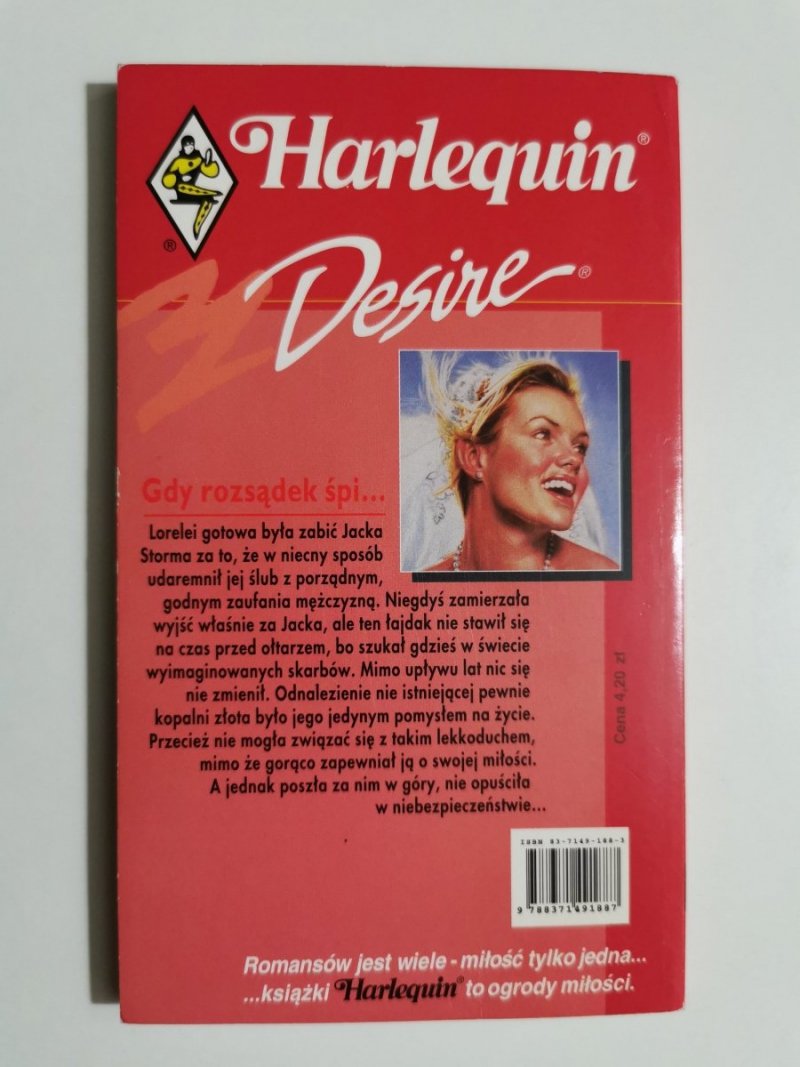 Harlequin®
®
Desire®
Gdy rozsądek śpi...
Lorelei gotowa była zabić Jacka
Storma za to, że w niecny sposób
udaremnił jej ślub z porządnym,
godnym zaufania mężczyzną. Niegdyś zamierzała
wyjść właśnie za Jacka, ale ten łajdak nie stawił się
na czas przed ołtarzem, bo szukał gdzieś w świecie
wyimaginowanych skarbów. Mimo upływu lat nic się
nie zmienił. Odnalezienie nie istniejącej pewnie
kopalni złota było jego jedynym pomysłem na życie.
Przecież nie mogła związać się z takim lekkoduchem,
mimo że gorąco zapewniał ją o swojej miłości.
A jednak poszła za nim w góry, nie opuściła
w niebezpieczeństwie...
Cena 4,20 zł
ISBN 83-7149-188-3
9 788371 491887
Romansów jest wiele - miłość tylko jedna...
...książki Harlequin® to ogrody miłości.